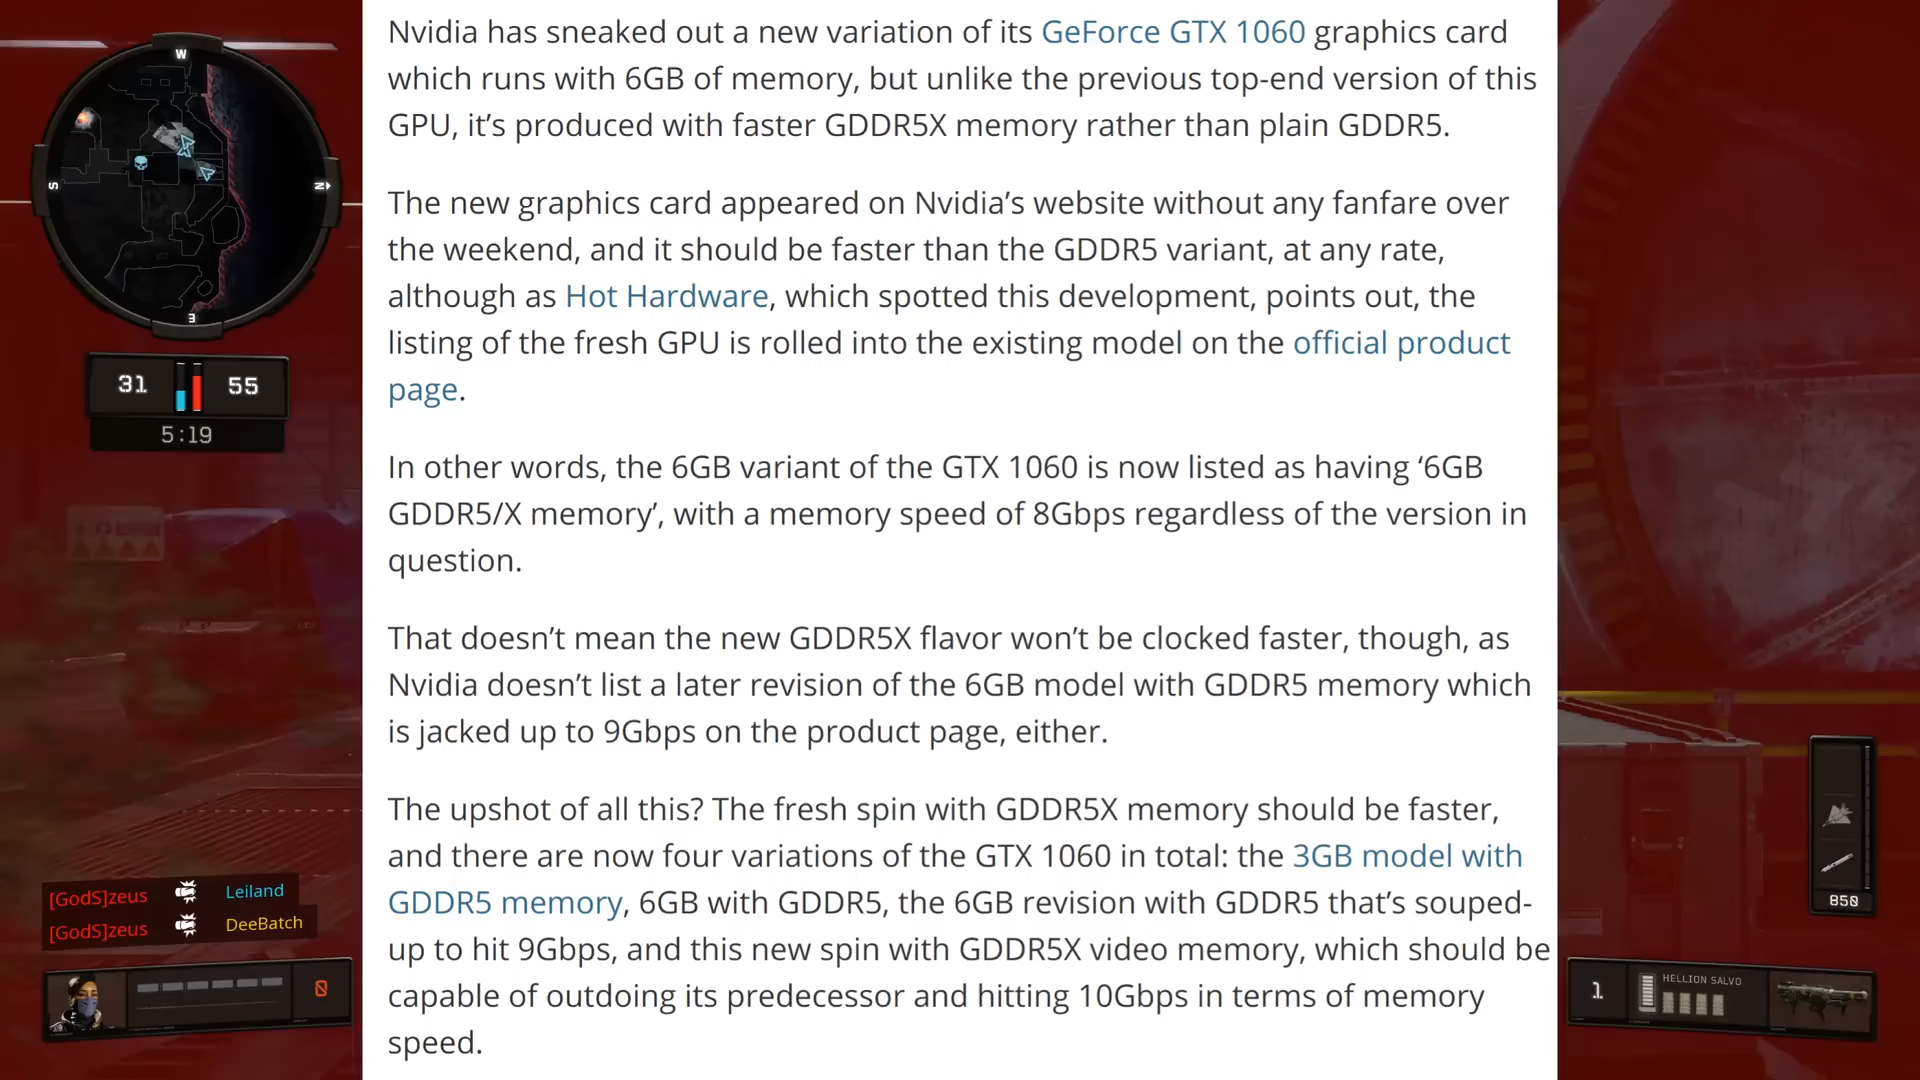 W
S
N
E
31
55
5:19
Nvidia has sneaked out a new variation of its GeForce GTX 1060 graphics card
which runs with 6GB of memory, but unlike the previous top-end version of this
GPU, it’s produced with faster GDDR5X memory rather than plain GDDR5.
The new graphics card appeared on Nvidia’s website without any fanfare over
the weekend, and it should be faster than the GDDR5 variant, at any rate,
although as Hot Hardware, which spotted this development, points out, the
listing of the fresh GPU is rolled into the existing model on the official product
page.
In other words, the 6GB variant of the GTX 1060 is now listed as having ‘6GB
GDDR5/X memory’, with a memory speed of 8Gbps regardless of the version in
question.
That doesn’t mean the new GDDR5X flavor won’t be clocked faster, though, as
Nvidia doesn’t list a later revision of the 6GB model with GDDR5 memory which
is jacked up to 9Gbps on the product page, either.
The upshot of all this? The fresh spin with GDDR5X memory should be faster,
and there are now four variations of the GTX 1060 in total: the 3GB model with
GDDR5 memory, 6GB with GDDR5, the 6GB revision with GDDR5 that’s souped-
up to hit 9Gbps, and this new spin with GDDR5X video memory, which should be
capable of outdoing its predecessor and hitting 10Gbps in terms of memory
speed.
[GodS]zeus Leiland
[GodS]zeus DeeBatch
0
850
1
HELLION SALVO